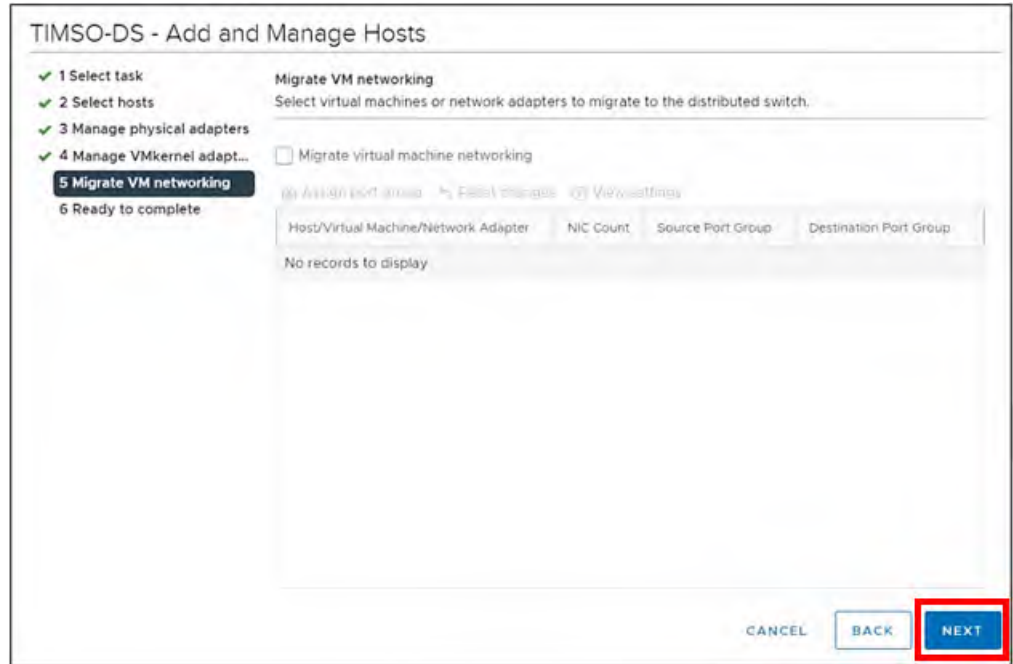 TIMSO-DS - Add and Manage Hosts
1 Select task
2 Select hosts
3 Manage physical adapters
4 Manage VMkernel adapt...
5 Migrate VM networking
6 Ready to complete
Migrate VM networking
Select virtual machines or network adapters to migrate to the distributed switch.
Migrate virtual machine networking
Assign port group Reset changes View settings
Host/Virtual Machine/Network Adapter NIC Count Source Port Group Destination Port Group
No records to display
CANCEL BACK NEXT